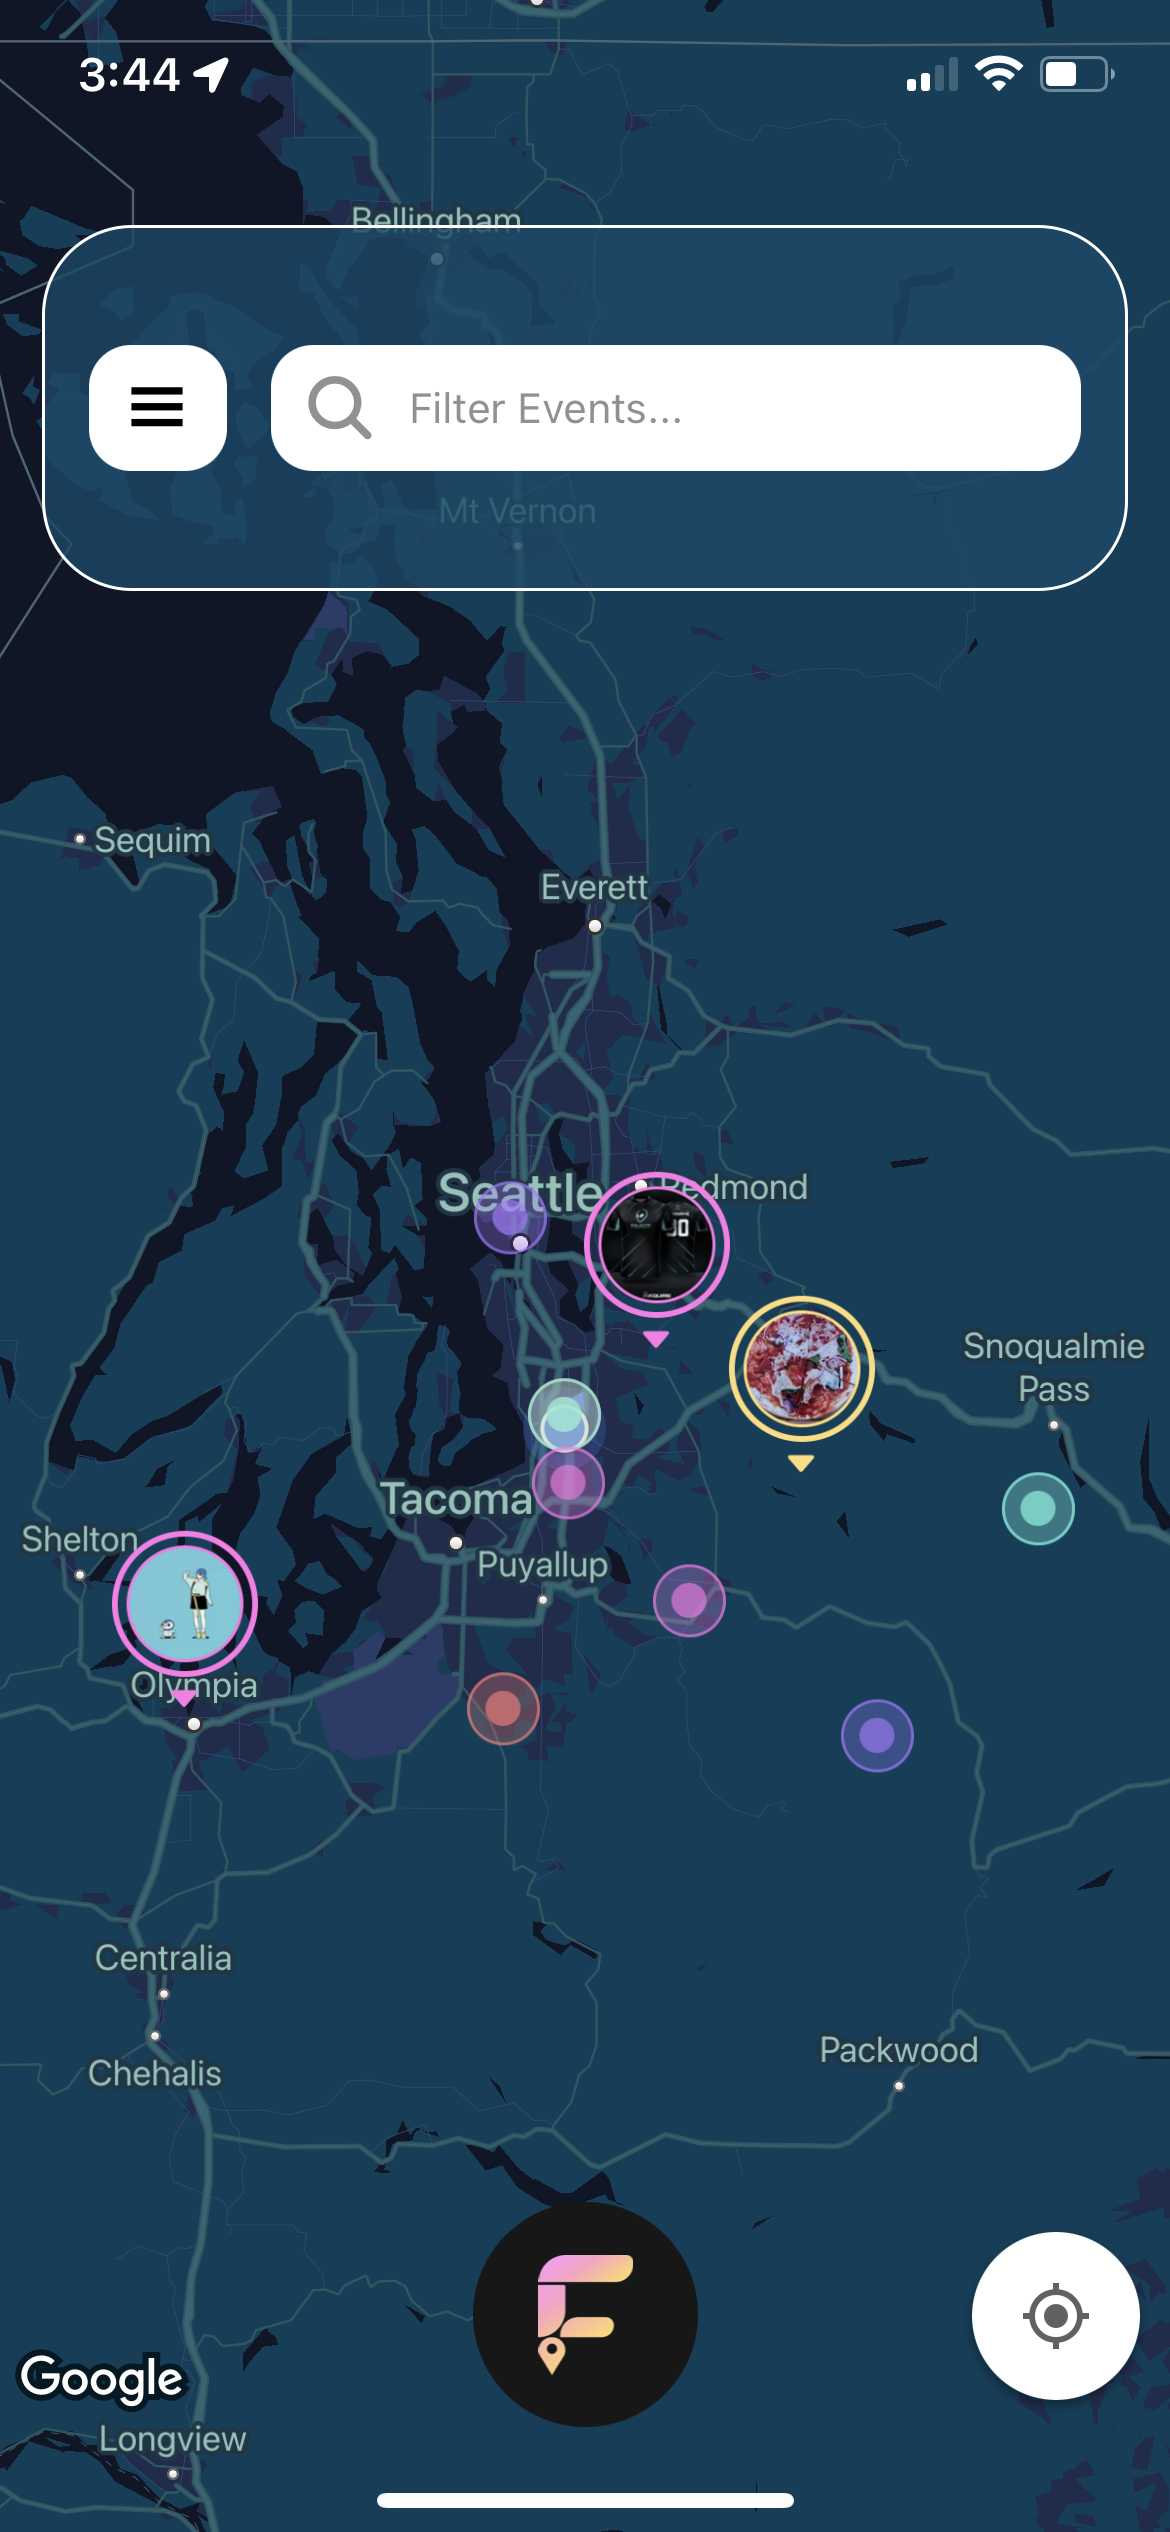 3:44
Bellingham
Filter Events...
Mt Vernon
Sequim
Everett
Seattle
Redmond
Snoqualmie
Pass
Tacoma
Shelton
Puyallup
Olympia
Centralia
Chehalis
Packwood
F
Google
Longview